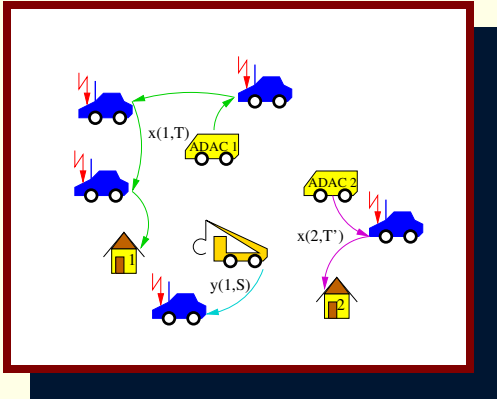 x(1,T)
ADAC 1
ADAC 2
x(2,T’)
1
y(1,S)
2